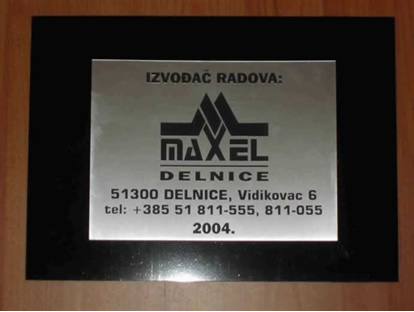 IZVOĐAČ RADOVA:
MAXEL
DELNICE
51300 DELNICE, Vidikovac 6
tel: +385 51 811-555, 811-055
2004.